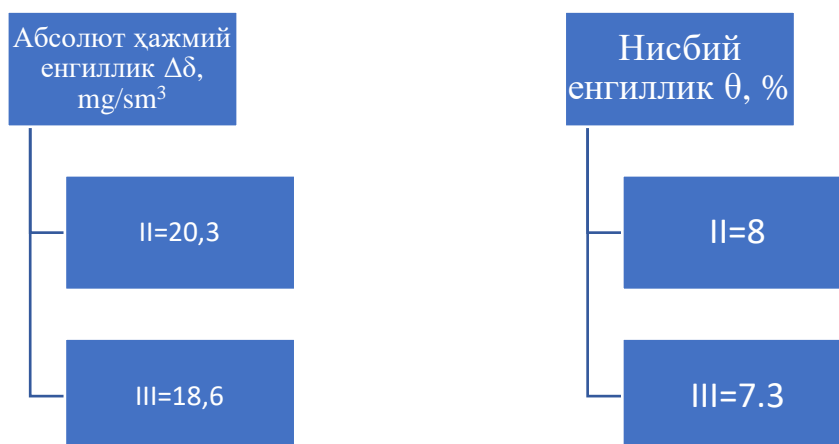 Абсолют ҳажмий
енгиллик Δδ,
mg/sm³
II=20,3
III=18,6
Нисбий
енгиллик θ, %
II=8
III=7.3